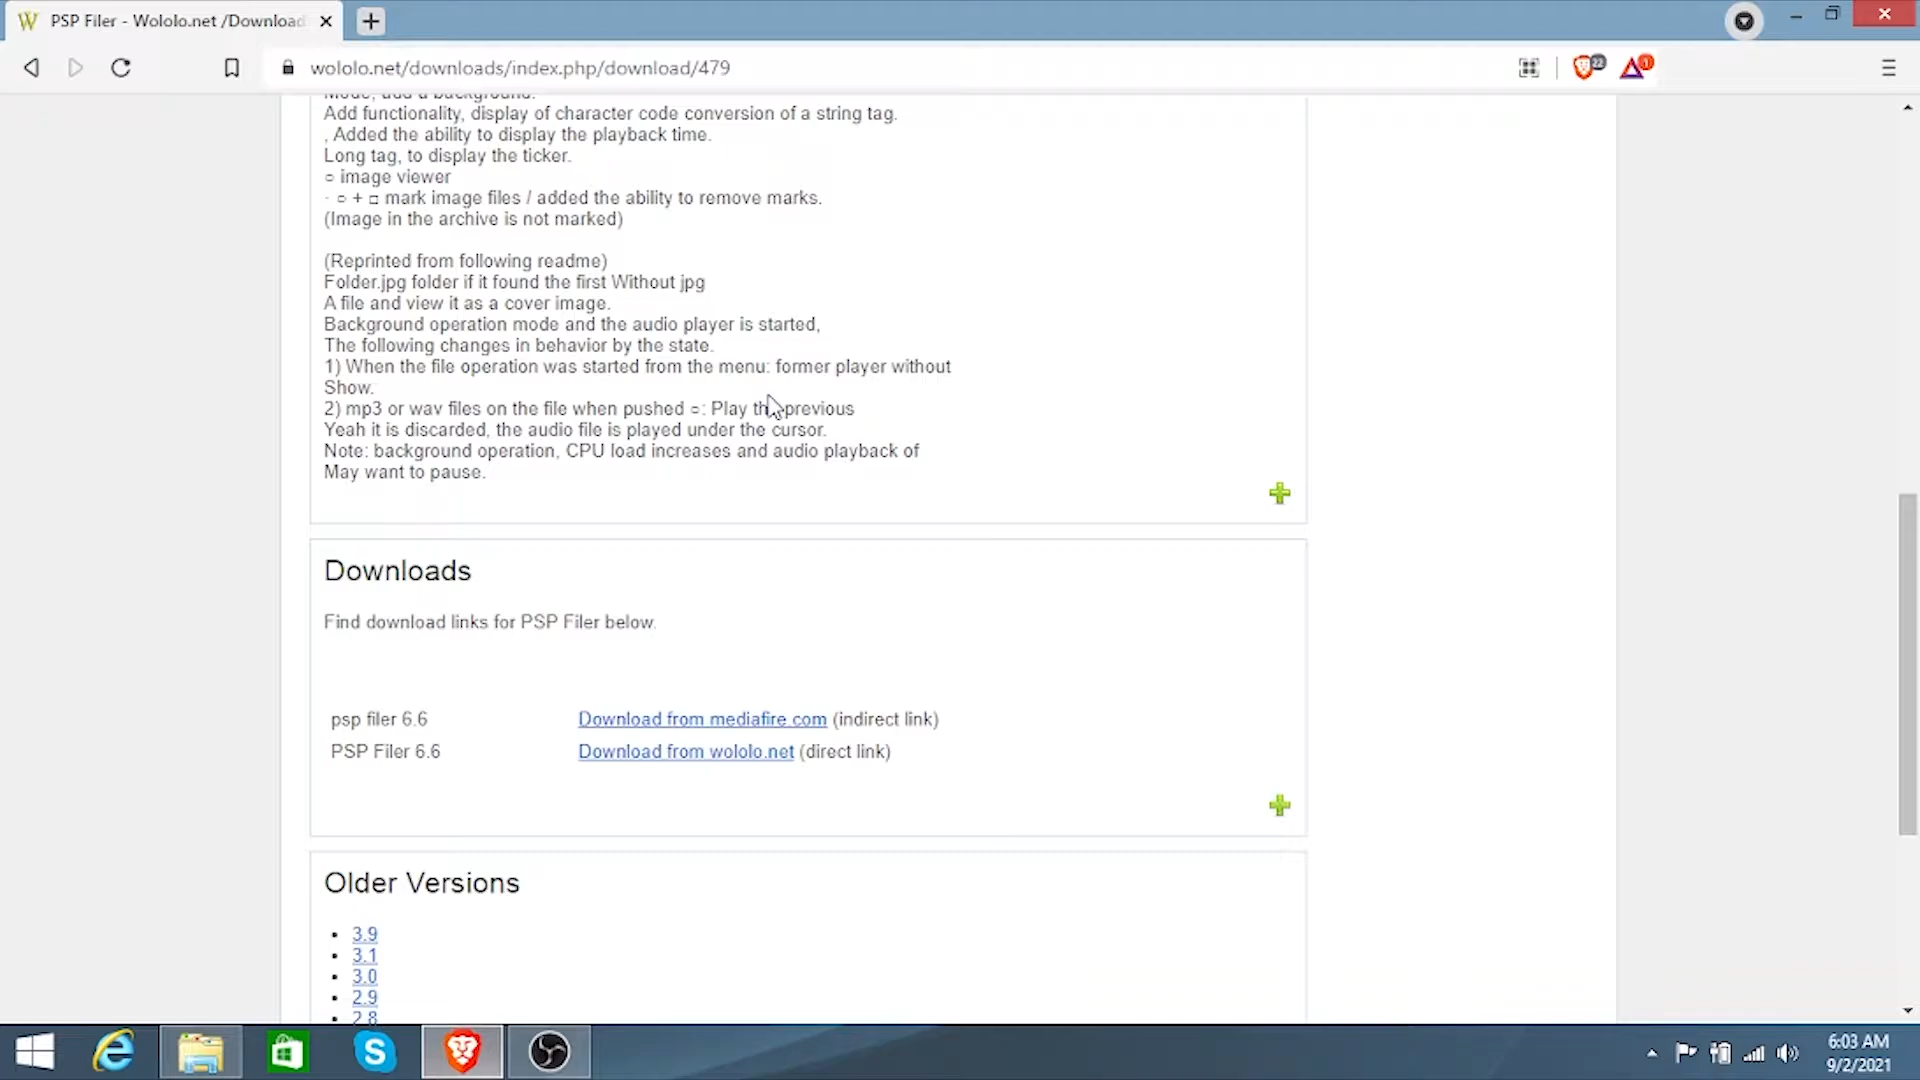 PSP Filer - Wololo.net /Download
wololo.net/downloads/index.php/download/479
22
1
Mode, add a background.
Add functionality, display of character code conversion of a string tag.
, Added the ability to display the playback time.
Long tag, to display the ticker.
○ image viewer
· ○ + □ mark image files / added the ability to remove marks.
(Image in the archive is not marked)
(Reprinted from following readme)
Folder.jpg folder if it found the first Without jpg
A file and view it as a cover image.
Background operation mode and the audio player is started,
The following changes in behavior by the state.
1) When the file operation was started from the menu: former player without
Show.
2) mp3 or wav files on the file when pushed ○: Play the previous
Yeah it is discarded, the audio file is played under the cursor.
Note: background operation, CPU load increases and audio playback of
May want to pause.
Downloads
Find download links for PSP Filer below.
psp filer 6.6 Download from mediafire.com (indirect link)
PSP Filer 6.6 Download from wololo.net (direct link)
Older Versions
• 3.9
• 3.1
• 3.0
• 2.9
• 2.8
6:03 AM
9/2/2021